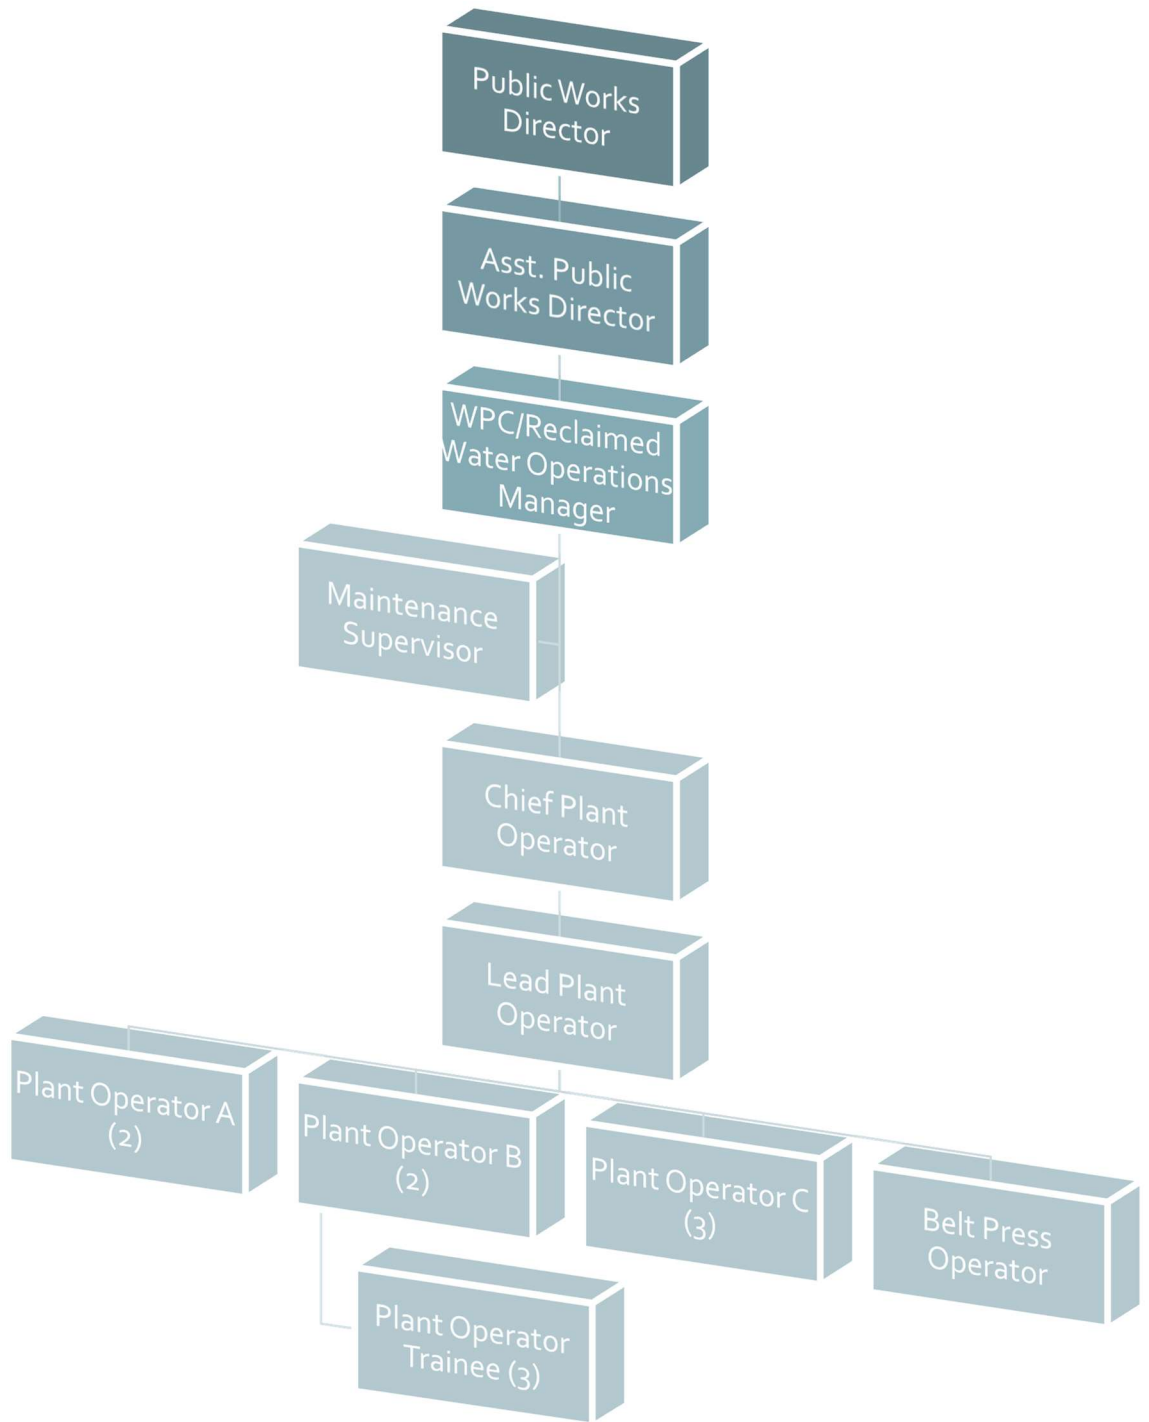 Public Works
Director
Asst. Public
Works Director
WPC/Reclaimed
Water Operations
Manager
Maintenance
Supervisor
Chief Plant
Operator
Lead Plant
Operator
Plant Operator A
(2)
Plant Operator B
(2)
Plant Operator C
(3)
Belt Press
Operator
Plant Operator
Trainee (3)